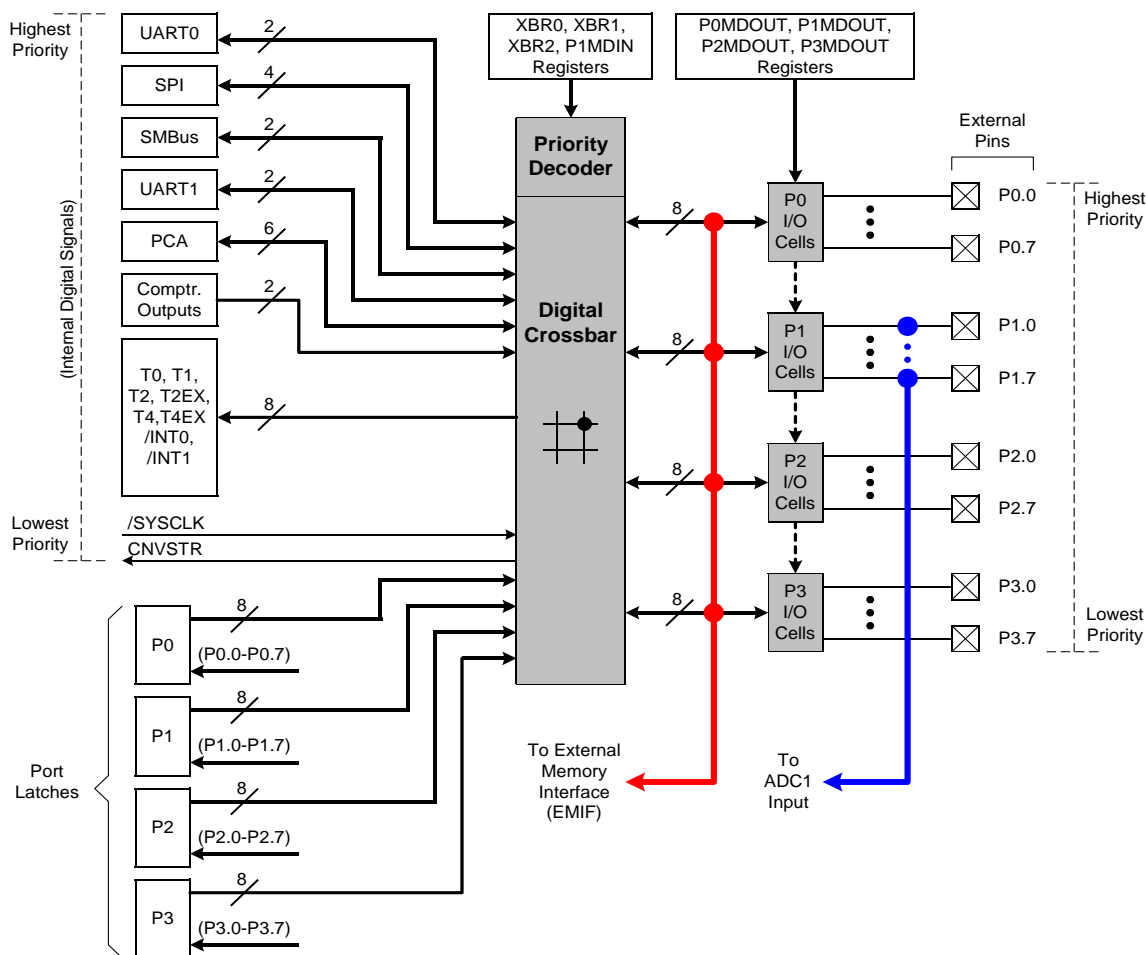 Highest
Priority
UART0
2
SPI
4
SMBus
2
UART1
2
PCA
6
Comptr.
Outputs
2
T0, T1,
T2, T2EX,
T4,T4EX
/INT0,
/INT1
8
(Internal Digital Signals)
Lowest
Priority
/SYSCLK
CNVSTR
XBR0, XBR1,
XBR2, P1MDIN
Registers
P0MDOUT, P1MDOUT,
P2MDOUT, P3MDOUT
Registers
Priority
Decoder
Digital
Crossbar
8
8
8
8
P0
I/O
Cells
P1
I/O
Cells
P2
I/O
Cells
P3
I/O
Cells
External
Pins
P0.0
P0.7
P1.0
P1.7
P2.0
P2.7
P3.0
P3.7
Highest
Priority
Lowest
Priority
Port
Latches
P0
8
(P0.0-P0.7)
P1
8
(P1.0-P1.7)
P2
8
(P2.0-P2.7)
P3
8
(P3.0-P3.7)
To External
Memory
Interface
(EMIF)
To
ADC1
Input